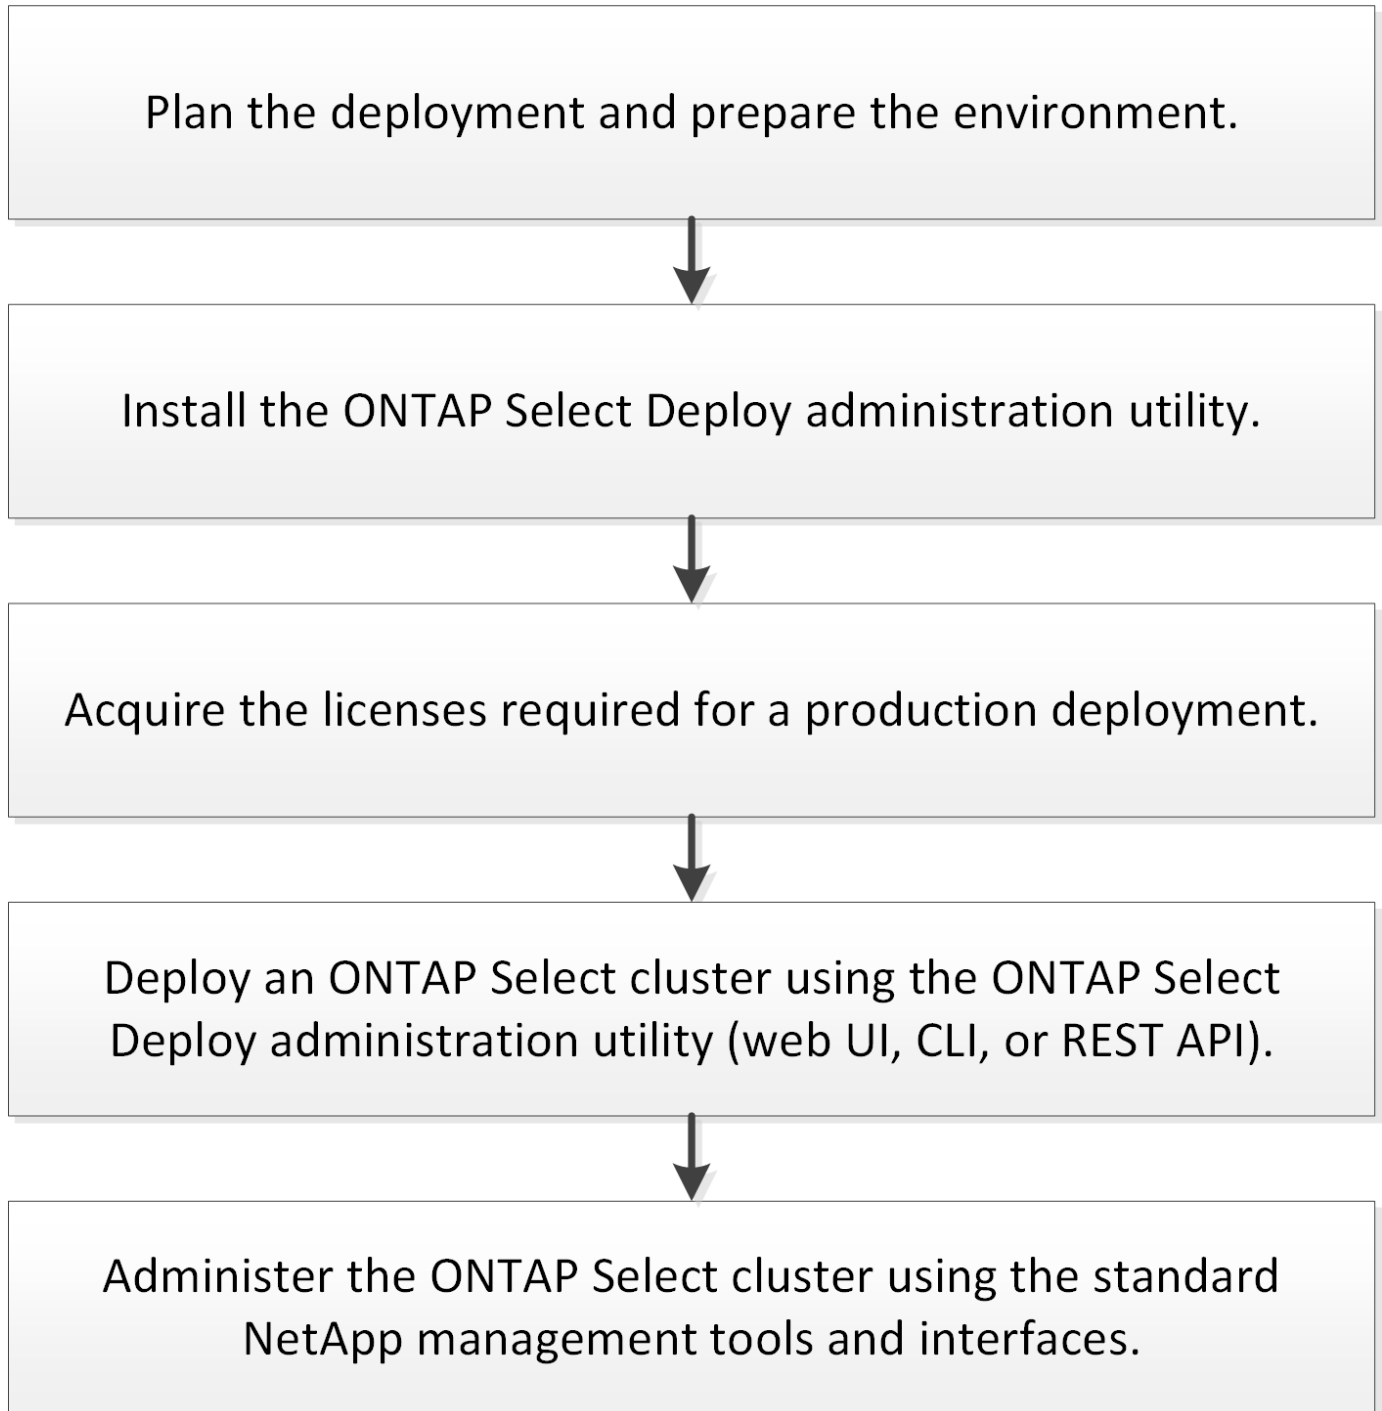 Plan the deployment and prepare the environment.
Install the ONTAP Select Deploy administration utility.
Acquire the licenses required for a production deployment.
Deploy an ONTAP Select cluster using the ONTAP Select
Deploy administration utility (web UI, CLI, or REST API).
Administer the ONTAP Select cluster using the standard
NetApp management tools and interfaces.